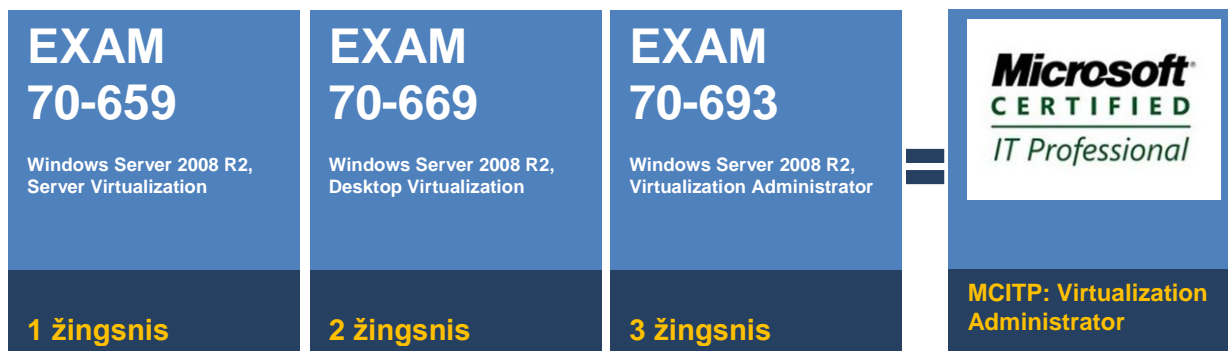 EXAM
70-659
Windows Server 2008 R2,
Server Virtualization
1 žingsnis
EXAM
70-669
Windows Server 2008 R2,
Desktop Virtualization
2 žingsnis
EXAM
70-693
Windows Server 2008 R2,
Virtualization Administrator
3 žingsnis
=
Microsoft®
CERTIFIED
IT Professional
MCITP: Virtualization
Administrator